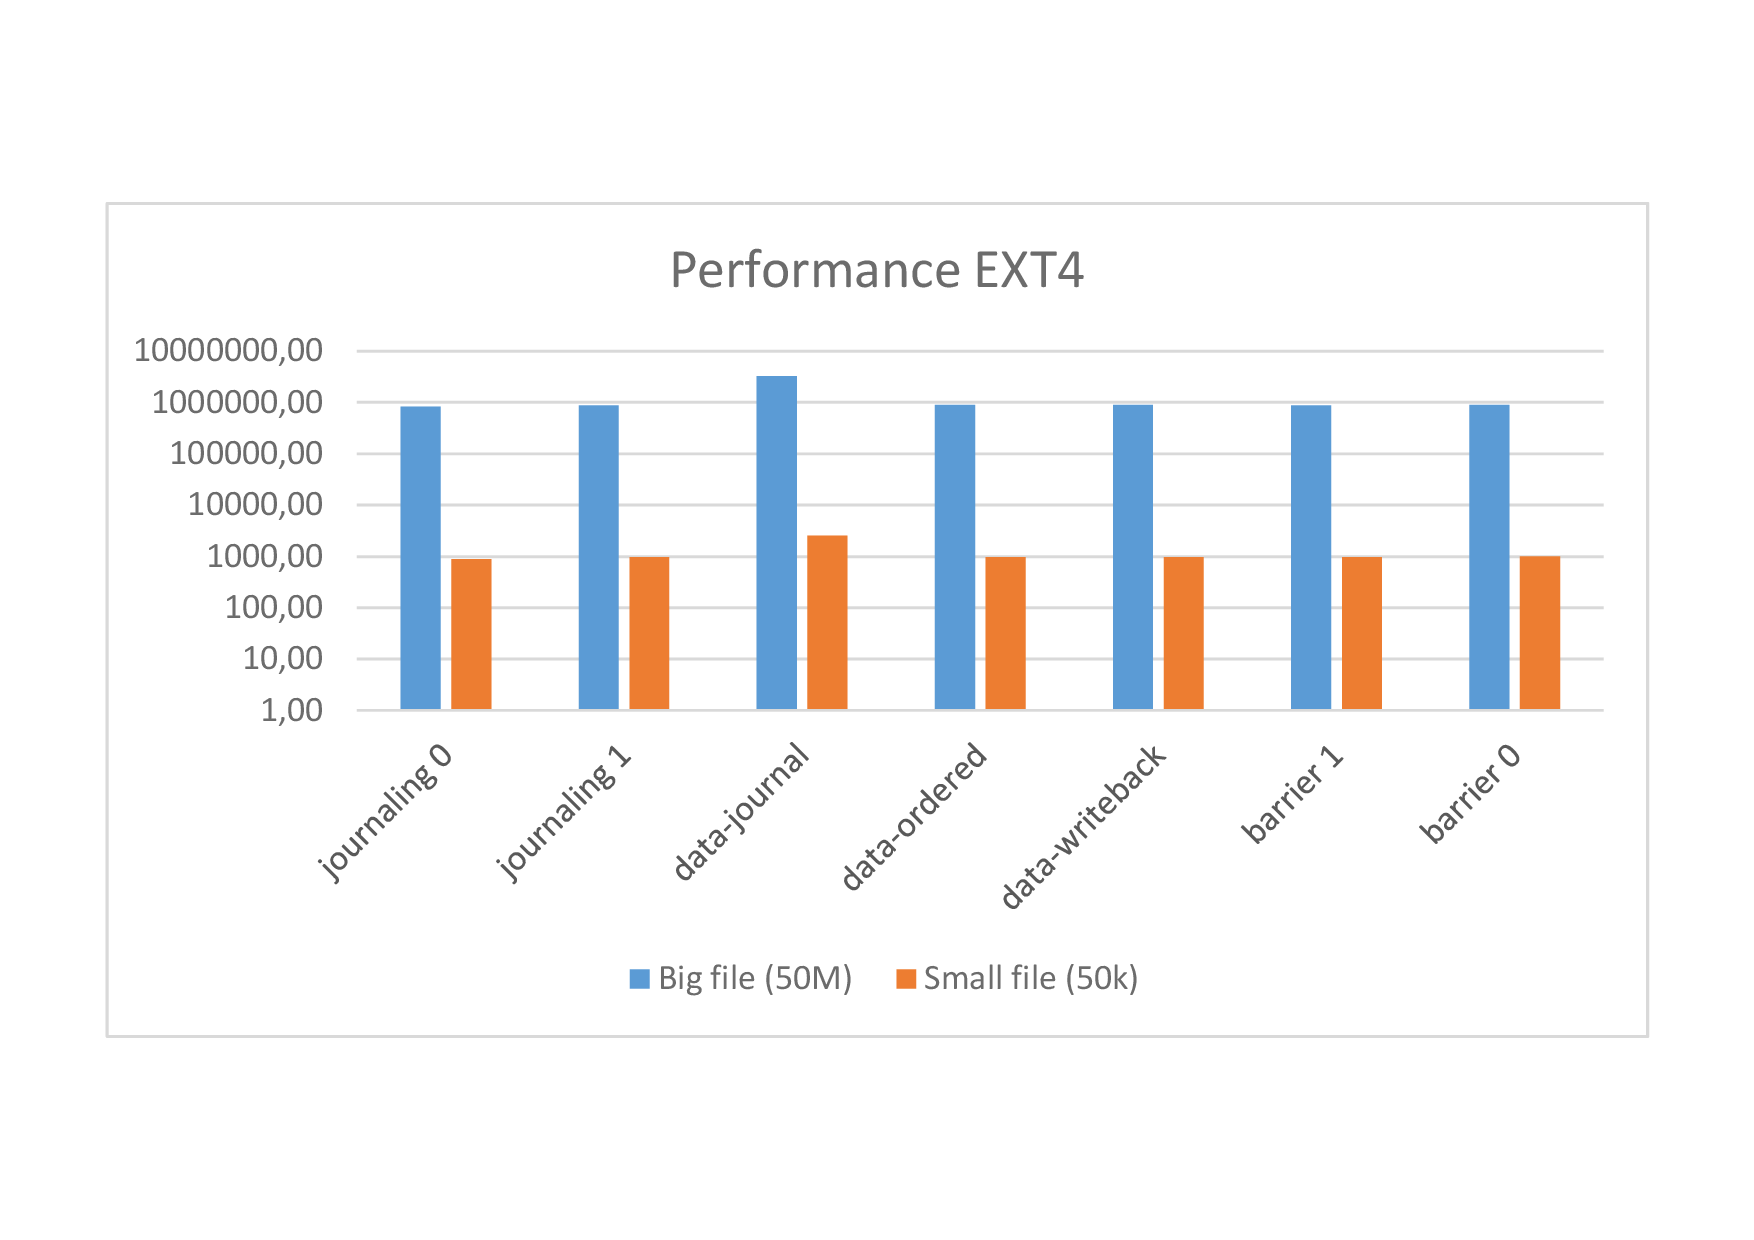 Performance EXT4
10000000,00
1000000,00
100000,00
10000,00
1000,00
100,00
10,00
1,00
journaling 0
journaling 1
data-journal
data-ordered
data-writeback
barrier 1
barrier 0
Big file (50M)
Small file (50k)